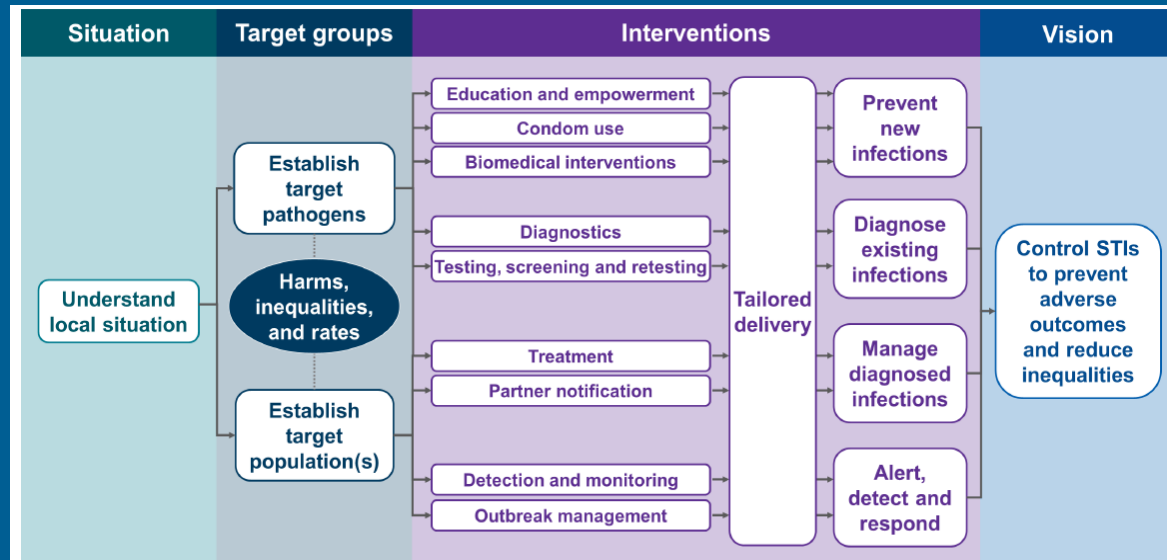 Situation
Target groups
Interventions
Vision
Understand
local situation
Establish
target
pathogens
Harms,
inequalities,
and rates
Establish
target
population(s)
Education and empowerment
Condom use
Biomedical interventions
Diagnostics
Testing, screening and retesting
Treatment
Partner notification
Detection and monitoring
Outbreak management
Tailored
delivery
Prevent
new
infections
Diagnose
existing
infections
Manage
diagnosed
infections
Alert,
detect and
respond
Control STIs
to prevent
adverse
outcomes
and reduce
inequalities